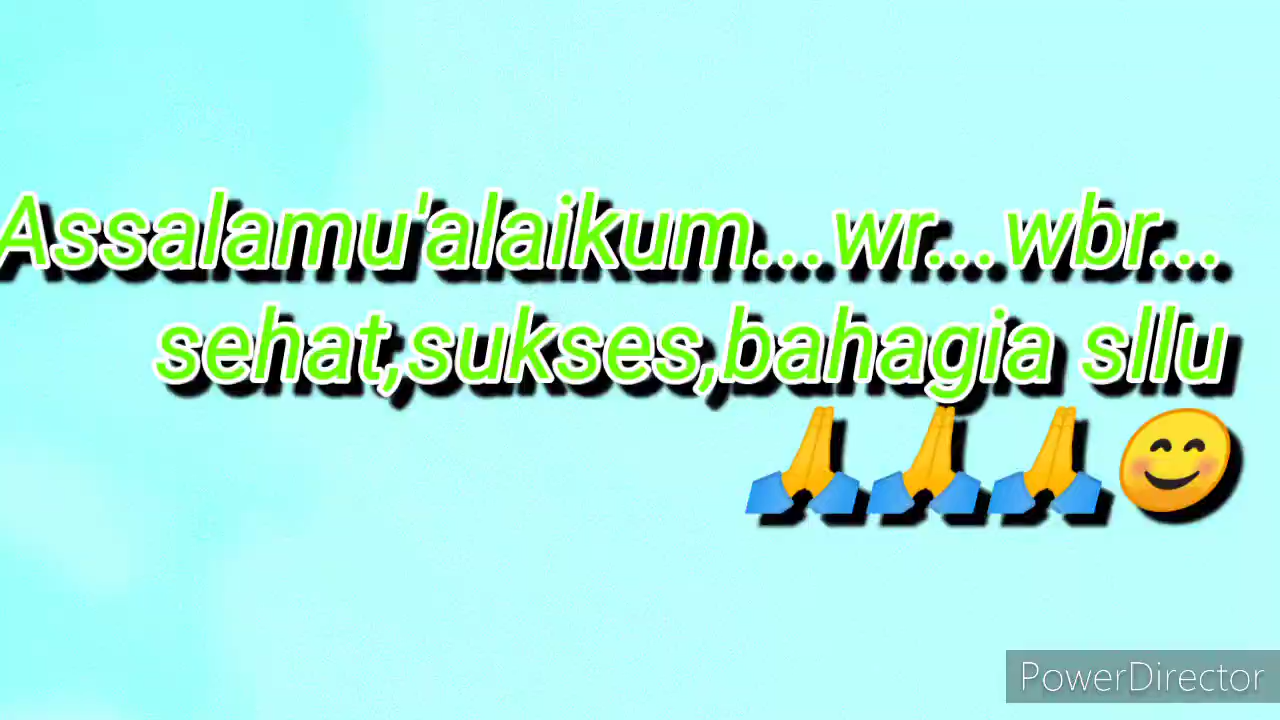 Assalamu'alaikum...wr...wbr...
sehat,sukses,bahagia sllu
🙏🙏🙏😊
PowerDirector